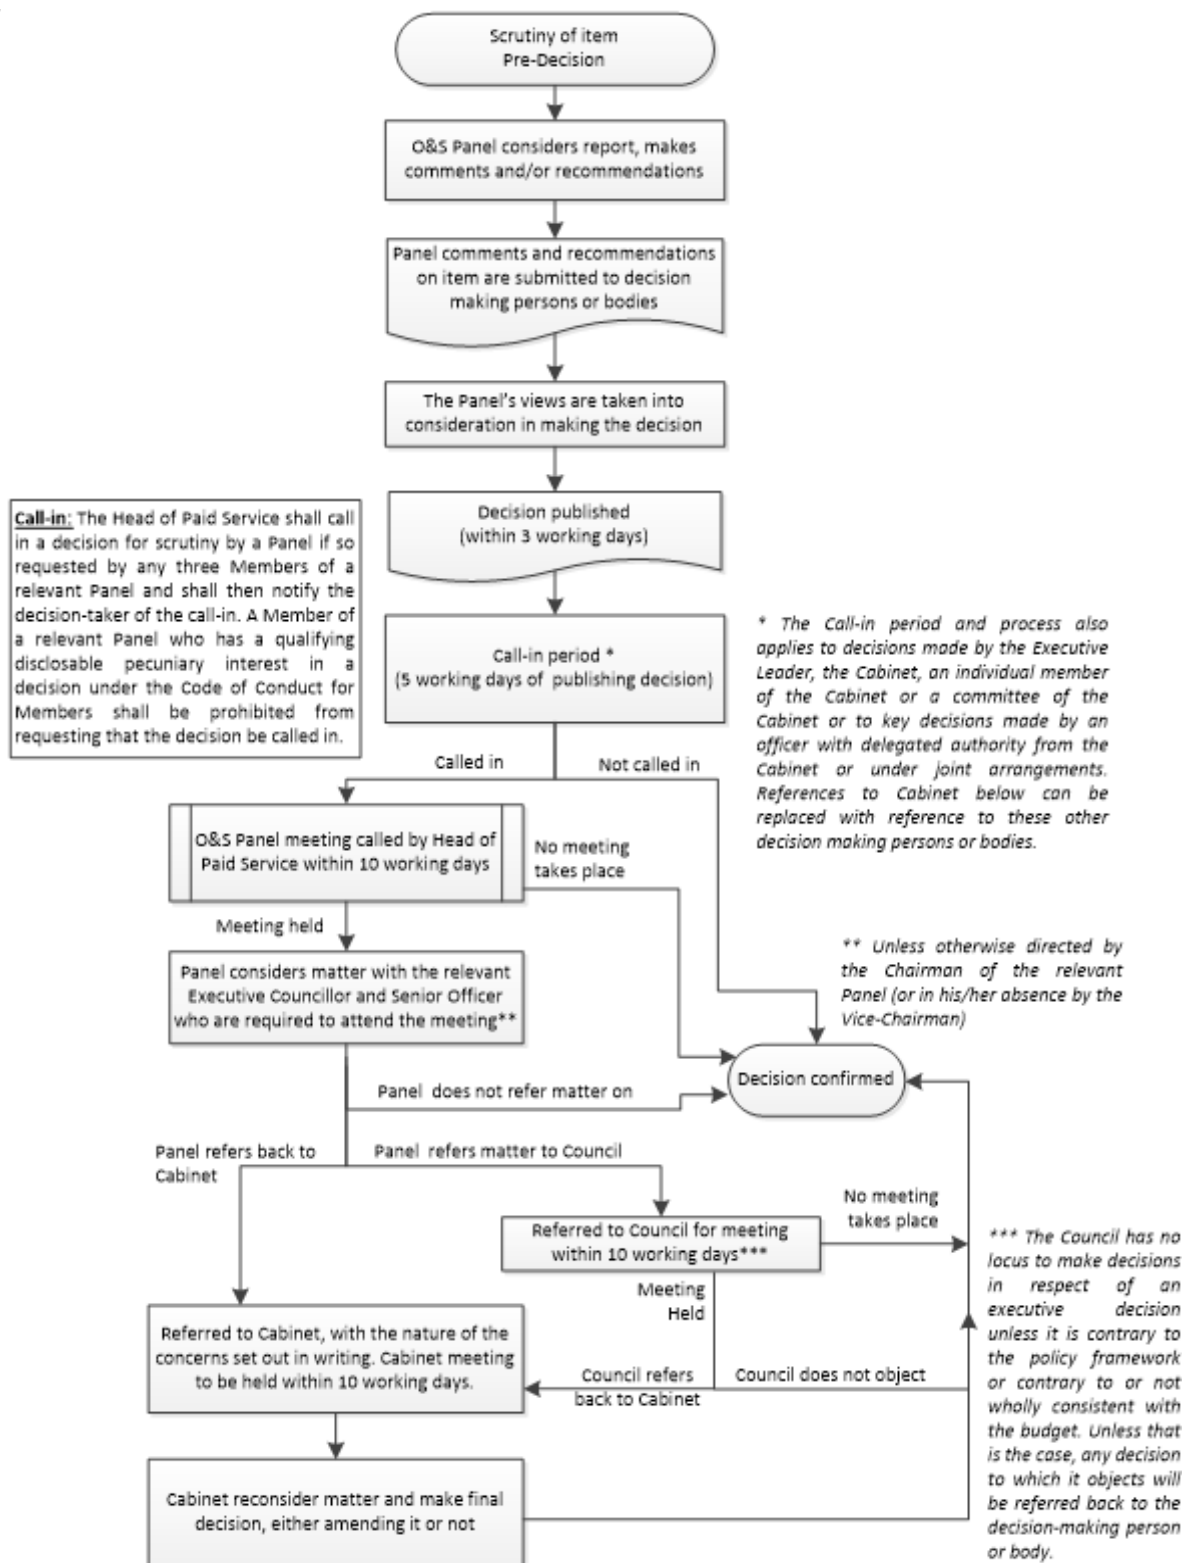 Scrutiny of item
Pre-Decision
O&S Panel considers report, makes
comments and/or recommendations
Panel comments and recommendations
on item are submitted to decision
making persons or bodies
The Panel's views are taken into
consideration in making the decision
Decision published
(within 3 working days)
Call-in: The Head of Paid Service shall call
in a decision for scrutiny by a Panel if so
requested by any three Members of a
relevant Panel and shall then notify the
decision-taker of the call-in. A Member of
a relevant Panel who has a qualifying
disclosable pecuniary interest in a
decision under the Code of Conduct for
Members shall be prohibited from
requesting that the decision be called in.
Call-in period *
(5 working days of publishing decision)
* The Call-in period and process also
applies to decisions made by the Executive
Leader, the Cabinet, an individual member
of the Cabinet or a committee of the
Cabinet or to key decisions made by an
officer with delegated authority from the
Cabinet or under joint arrangements.
References to Cabinet below can be
replaced with reference to these other
decision making persons or bodies.
Called in
Not called in
O&S Panel meeting called by Head of
Paid Service within 10 working days
No meeting
takes place
Meeting held
Panel considers matter with the relevant
Executive Councillor and Senior Officer
who are required to attend the meeting**
** Unless otherwise directed by
the Chairman of the relevant
Panel (or in his/her absence by the
Vice-Chairman)
Decision confirmed
Panel does not refer matter on
Panel refers back to
Cabinet
Panel refers matter to Council
No meeting
takes place
Referred to Council for meeting
within 10 working days***
Meeting
Held
*** The Council has no
locus to make decisions
in respect of an
executive decision
unless it is contrary to
the policy framework
or contrary to or not
wholly consistent with
the budget. Unless that
is the case, any decision
to which it objects will
be referred back to the
decision-making person
or body.
Referred to Cabinet, with the nature of the
concerns set out in writing. Cabinet meeting
to be held within 10 working days.
Council refers
back to Cabinet
Council does not object
Cabinet reconsider matter and make final
decision, either amending it or not